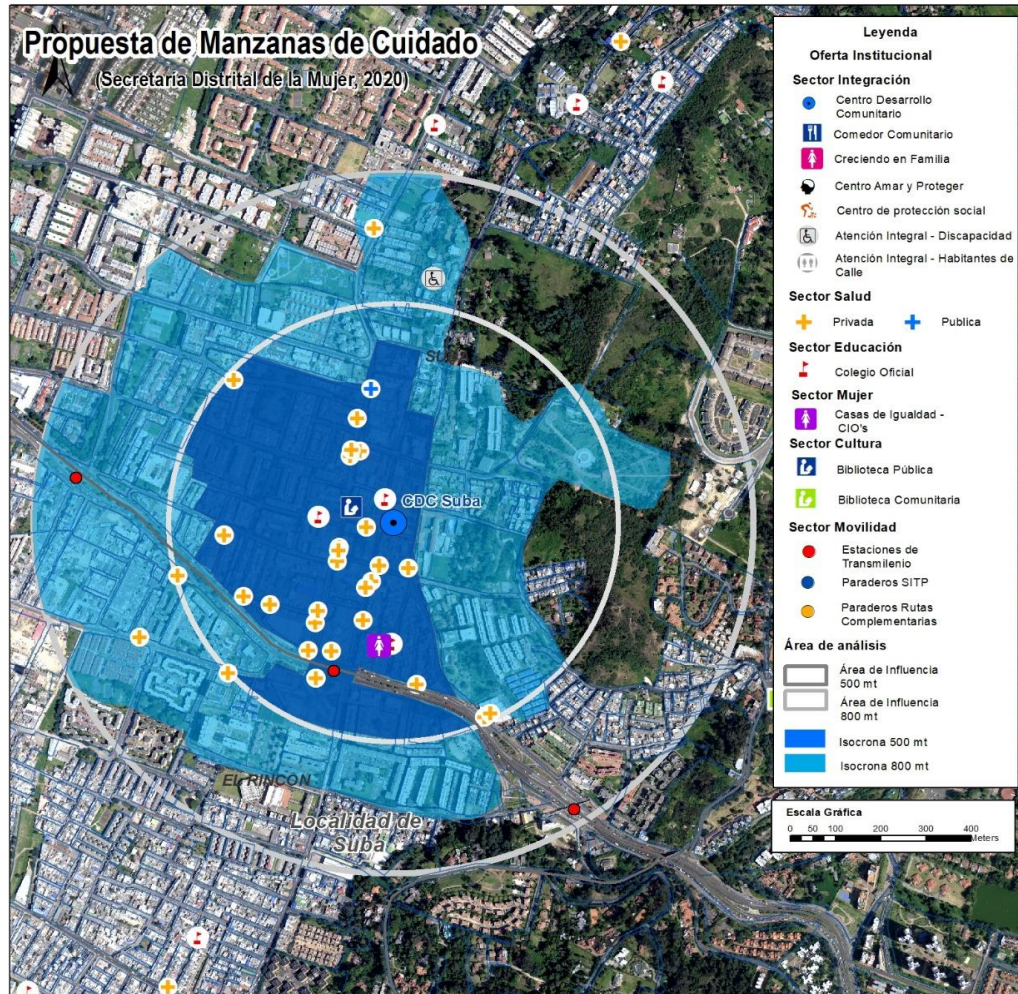 Propuesta de Manzanas de Cuidado
(Secretaria Distrital de la Mujer, 2020)
SUBA
CDC Suba
EL RINCON
Localidad de
Suba
Leyenda
Oferta Institucional
Sector Integración
Centro Desarrollo
Comunitario
Comedor Comunitario
Creciendo en Familia
Centro Amar y Proteger
Centro de protección social
Atención Integral - Discapacidad
Atención Integral - Habitantes de
Calle
Sector Salud
Privada
Publica
Sector Educación
Colegio Oficial
Sector Mujer
Casas de Igualdad -
CIO's
Sector Cultura
Biblioteca Pública
Biblioteca Comunitaria
Sector Movilidad
Estaciones de
Transmilenio
Paraderos SITP
Paraderos Rutas
Complementarias
Área de análisis
Área de Influencia
500 mt
Área de Influencia
800 mt
Isocrona 500 mt
Isocrona 800 mt
Escala Gráfica
0 50 100 200 300 400
Meters